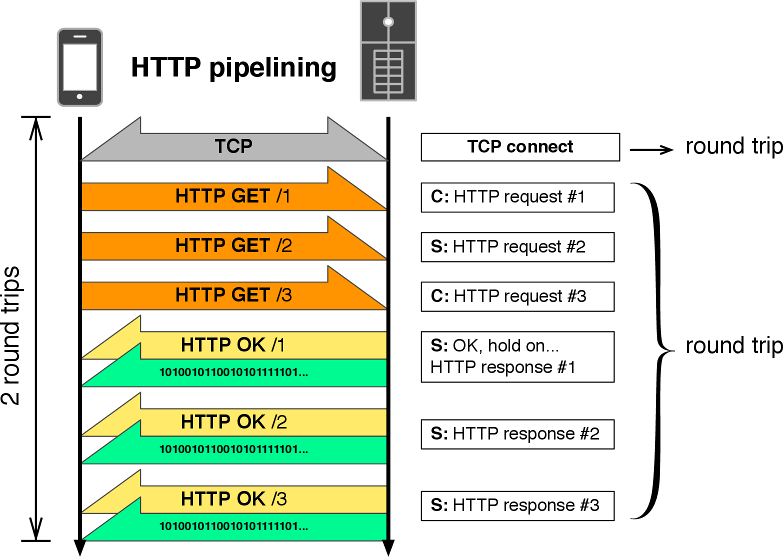 HTTP pipelining
TCP
TCP connect
round trip
HTTP GET /1
C: HTTP request #1
HTTP GET /2
S: HTTP request #2
HTTP GET /3
C: HTTP request #3
2 round trips
HTTP OK /1
S: OK, hold on...
HTTP response #1
round trip
10100101100101011111101...
HTTP OK /2
S: HTTP response #2
10100101100101011111101...
HTTP OK /3
S: HTTP response #3
10100101100101011111101...